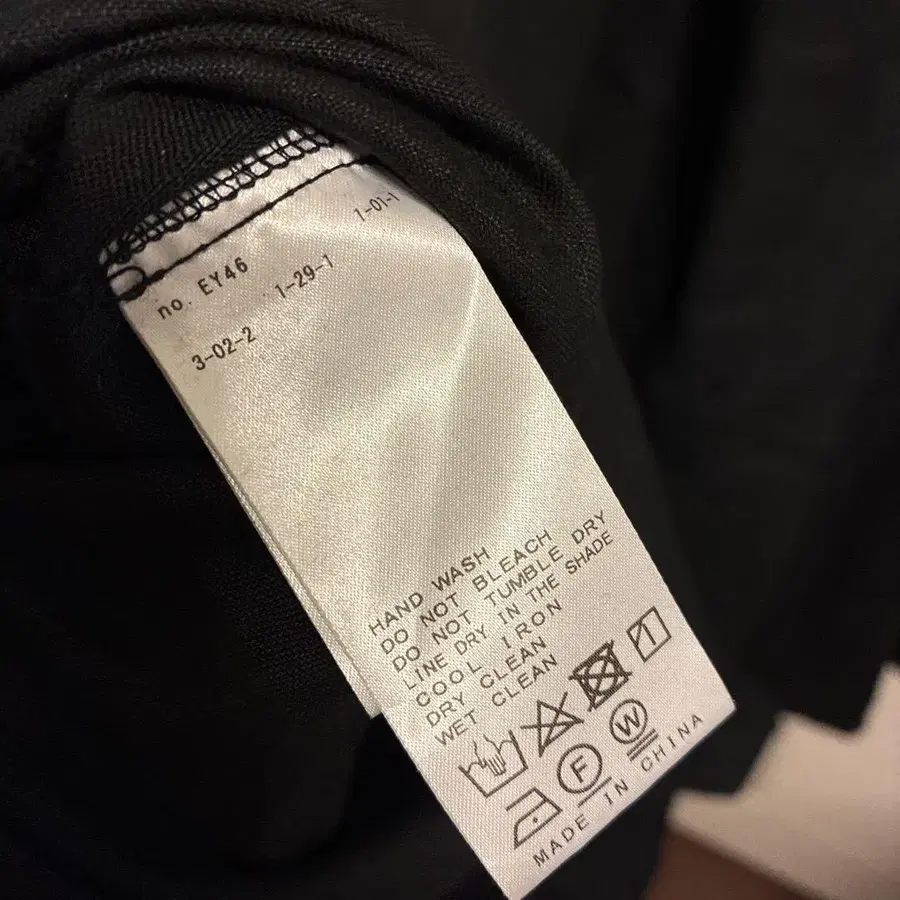 no. EY46
1-01-1
3-02-2 1-29-1
HAND WASH
DO NOT BLEACH
DO NOT TUMBLE DRY
LINE DRY IN THE SHADE
COOL IRON
DRY CLEAN
WET CLEAN
F
W
MADE IN CHINA